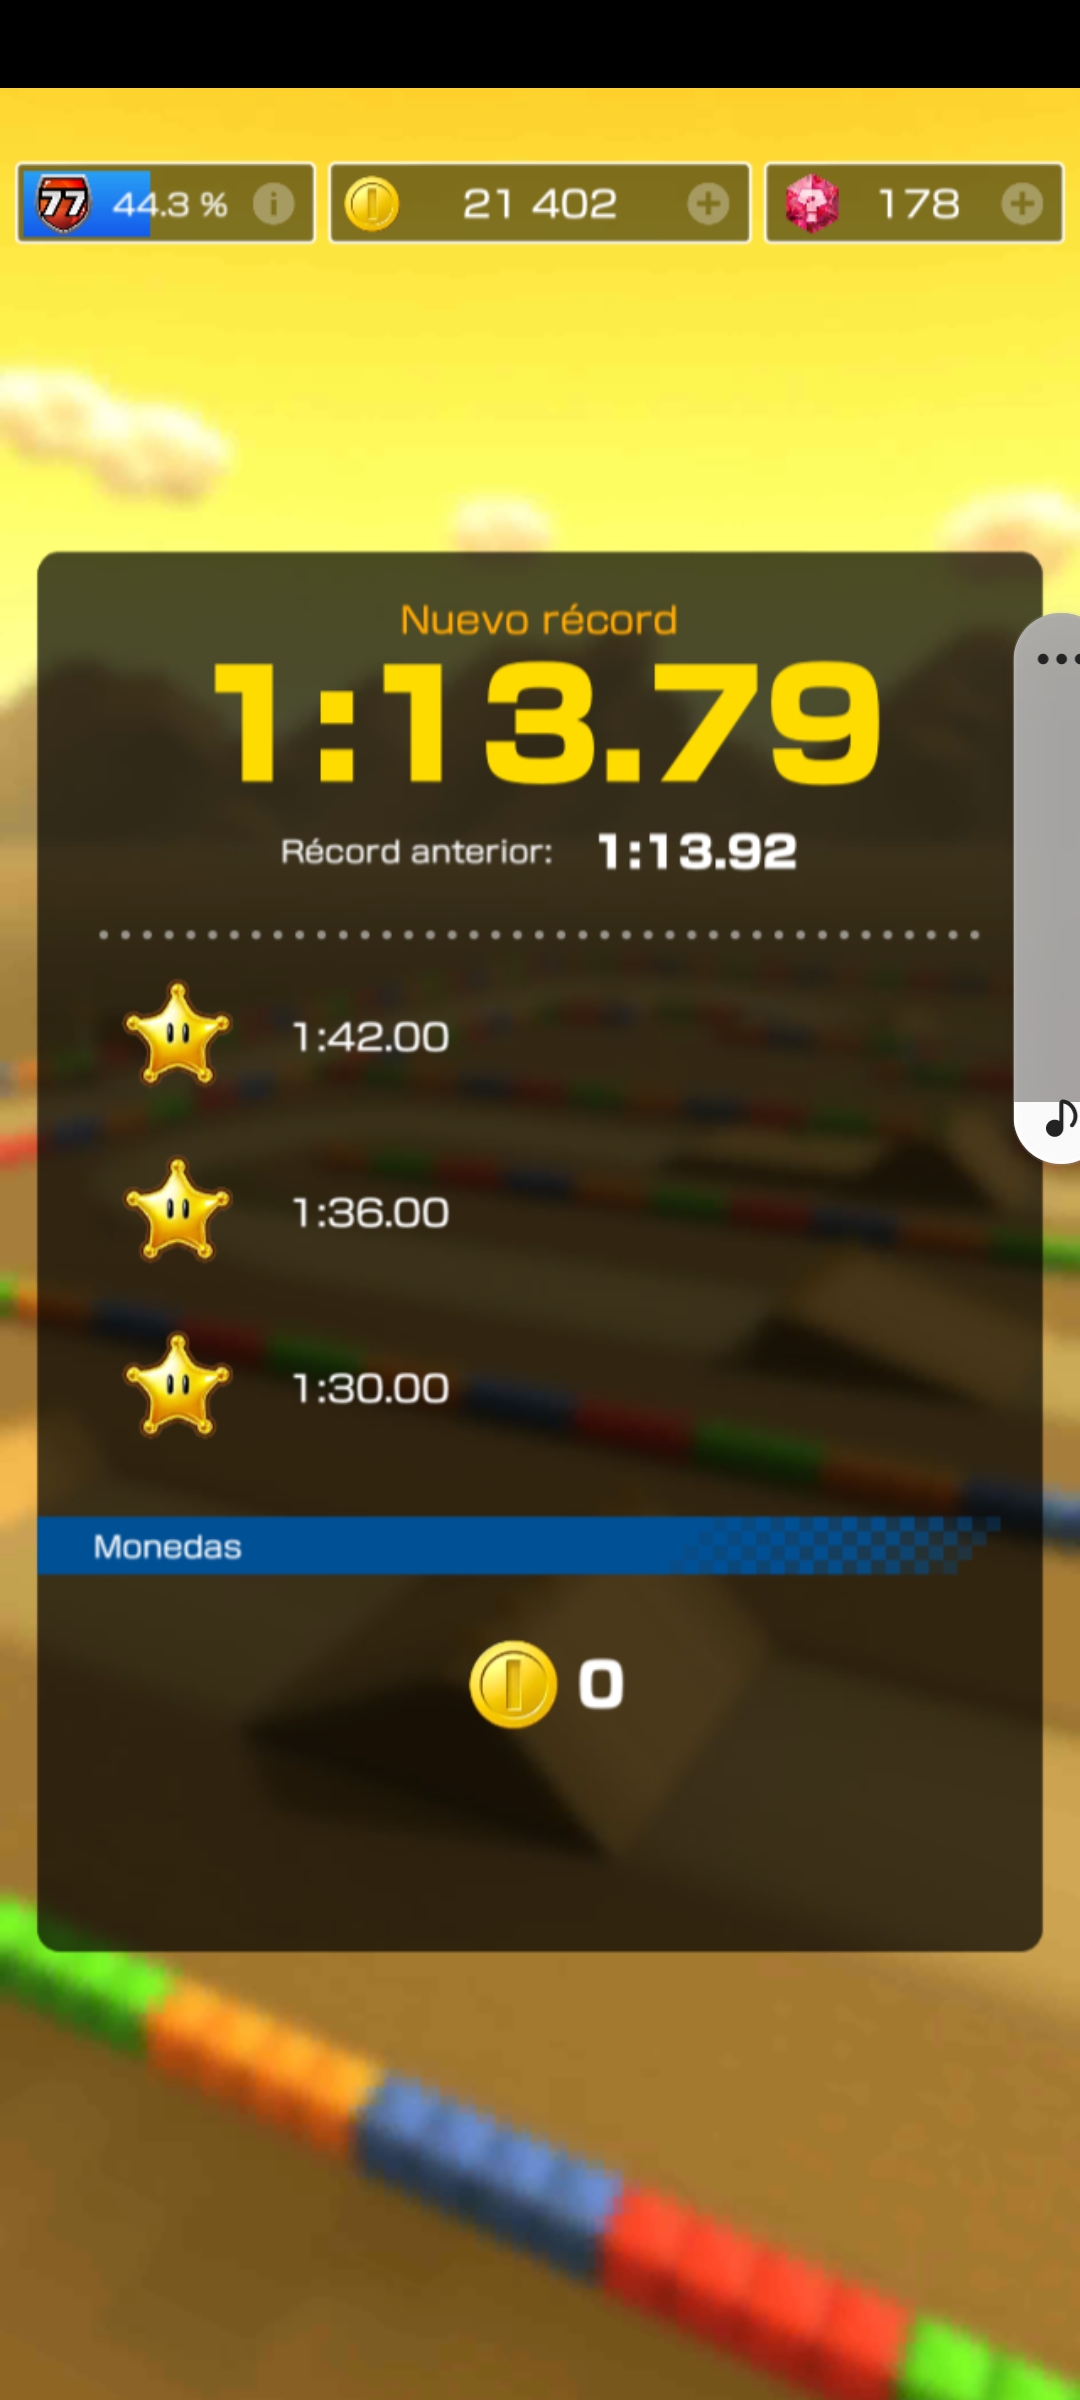 77 44.3 % i 21 402 + ? 178 +
Nuevo récord
1:13.79
Récord anterior: 1:13.92
1:42.00
1:36.00
1:30.00
Monedas
0